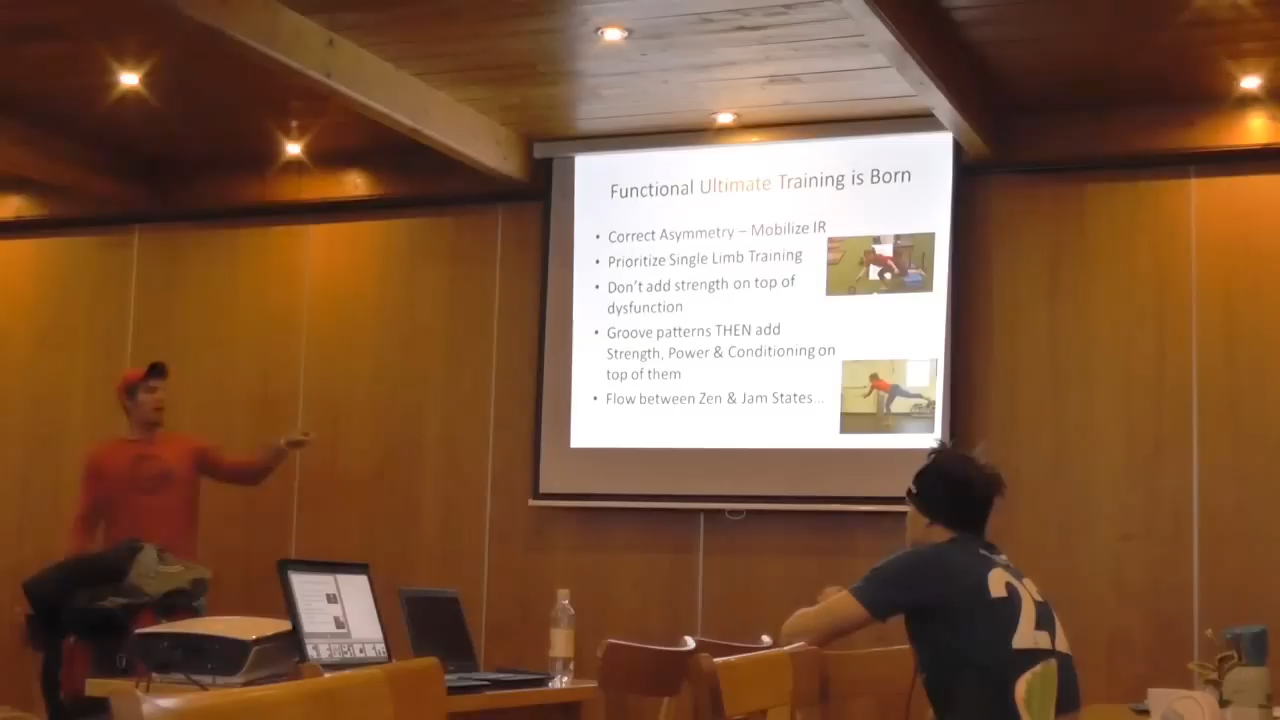 Functional Ultimate Training is Born
• Correct Asymmetry – Mobilize IR
• Prioritize Single Limb Training
• Don't add strength on top of
dysfunction
• Groove patterns THEN add
Strength, Power & Conditioning on
top of them
• Flow between Zen & Jam States...